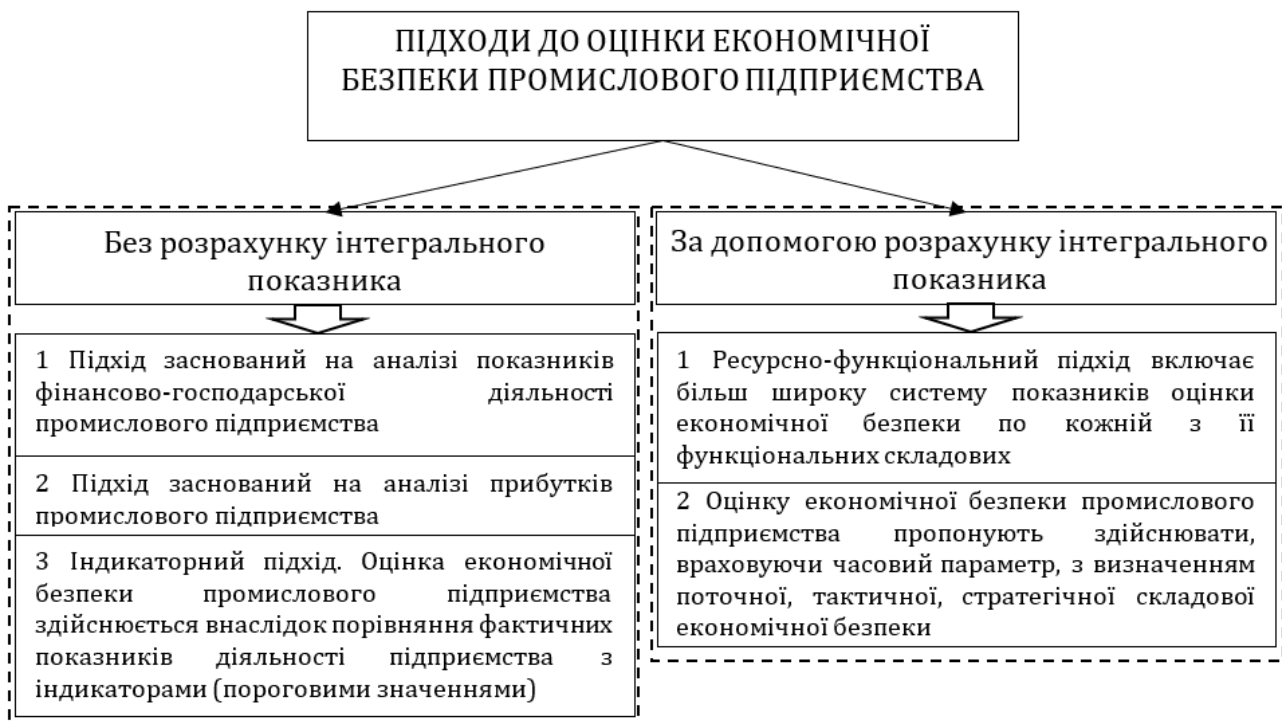 ПІДХОДИ ДО ОЦІНКИ ЕКОНОМІЧНОЇ
БЕЗПЕКИ ПРОМИСЛОВОГО ПІДПРИЄМСТВА
Без розрахунку інтегрального
показника
1 Підхід заснований на аналізі показників
фінансово-господарської діяльності
промислового підприємства
2 Підхід заснований на аналізі прибутків
промислового підприємства
3 Індикаторний підхід. Оцінка економічної
безпеки промислового підприємства
здійснюється внаслідок порівняння фактичних
показників діяльності підприємства з
індикаторами (пороговими значеннями)
За допомогою розрахунку інтегрального
показника
1 Ресурсно-функціональний підхід включає
більш широку систему показників оцінки
економічної безпеки по кожній з її
функціональних складових
2 Оцінку економічної безпеки промислового
підприємства пропонують здійснювати,
враховуючи часовий параметр, з визначенням
поточної, тактичної, стратегічної складової
економічної безпеки